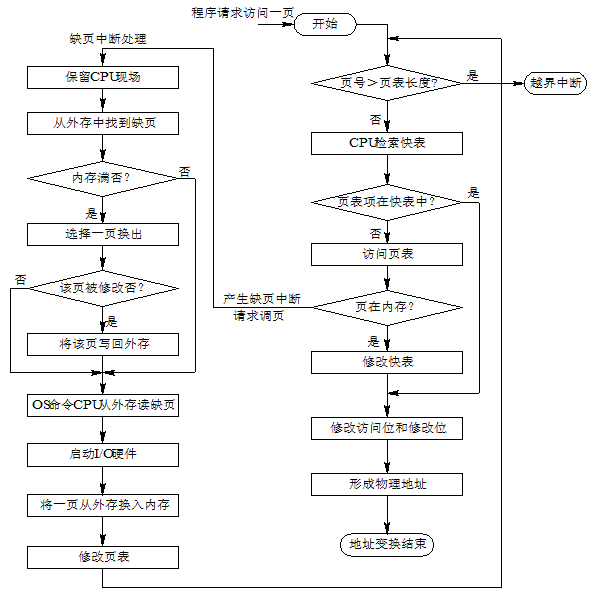 程序请求访问一页
开始
页号＞页表长度？
是
越界中断
否
CPU检索快表
页表项在快表中？
是
否
访问页表
页在内存？
产生缺页中断
请求调页
是
修改快表
修改访问位和修改位
形成物理地址
地址变换结束
缺页中断处理
保留CPU现场
从外存中找到缺页
内存满否？
否
是
选择一页换出
该页被修改否？
否
是
将该页写回外存
OS命令CPU从外存读缺页
启动I/O硬件
将一页从外存换入内存
修改页表